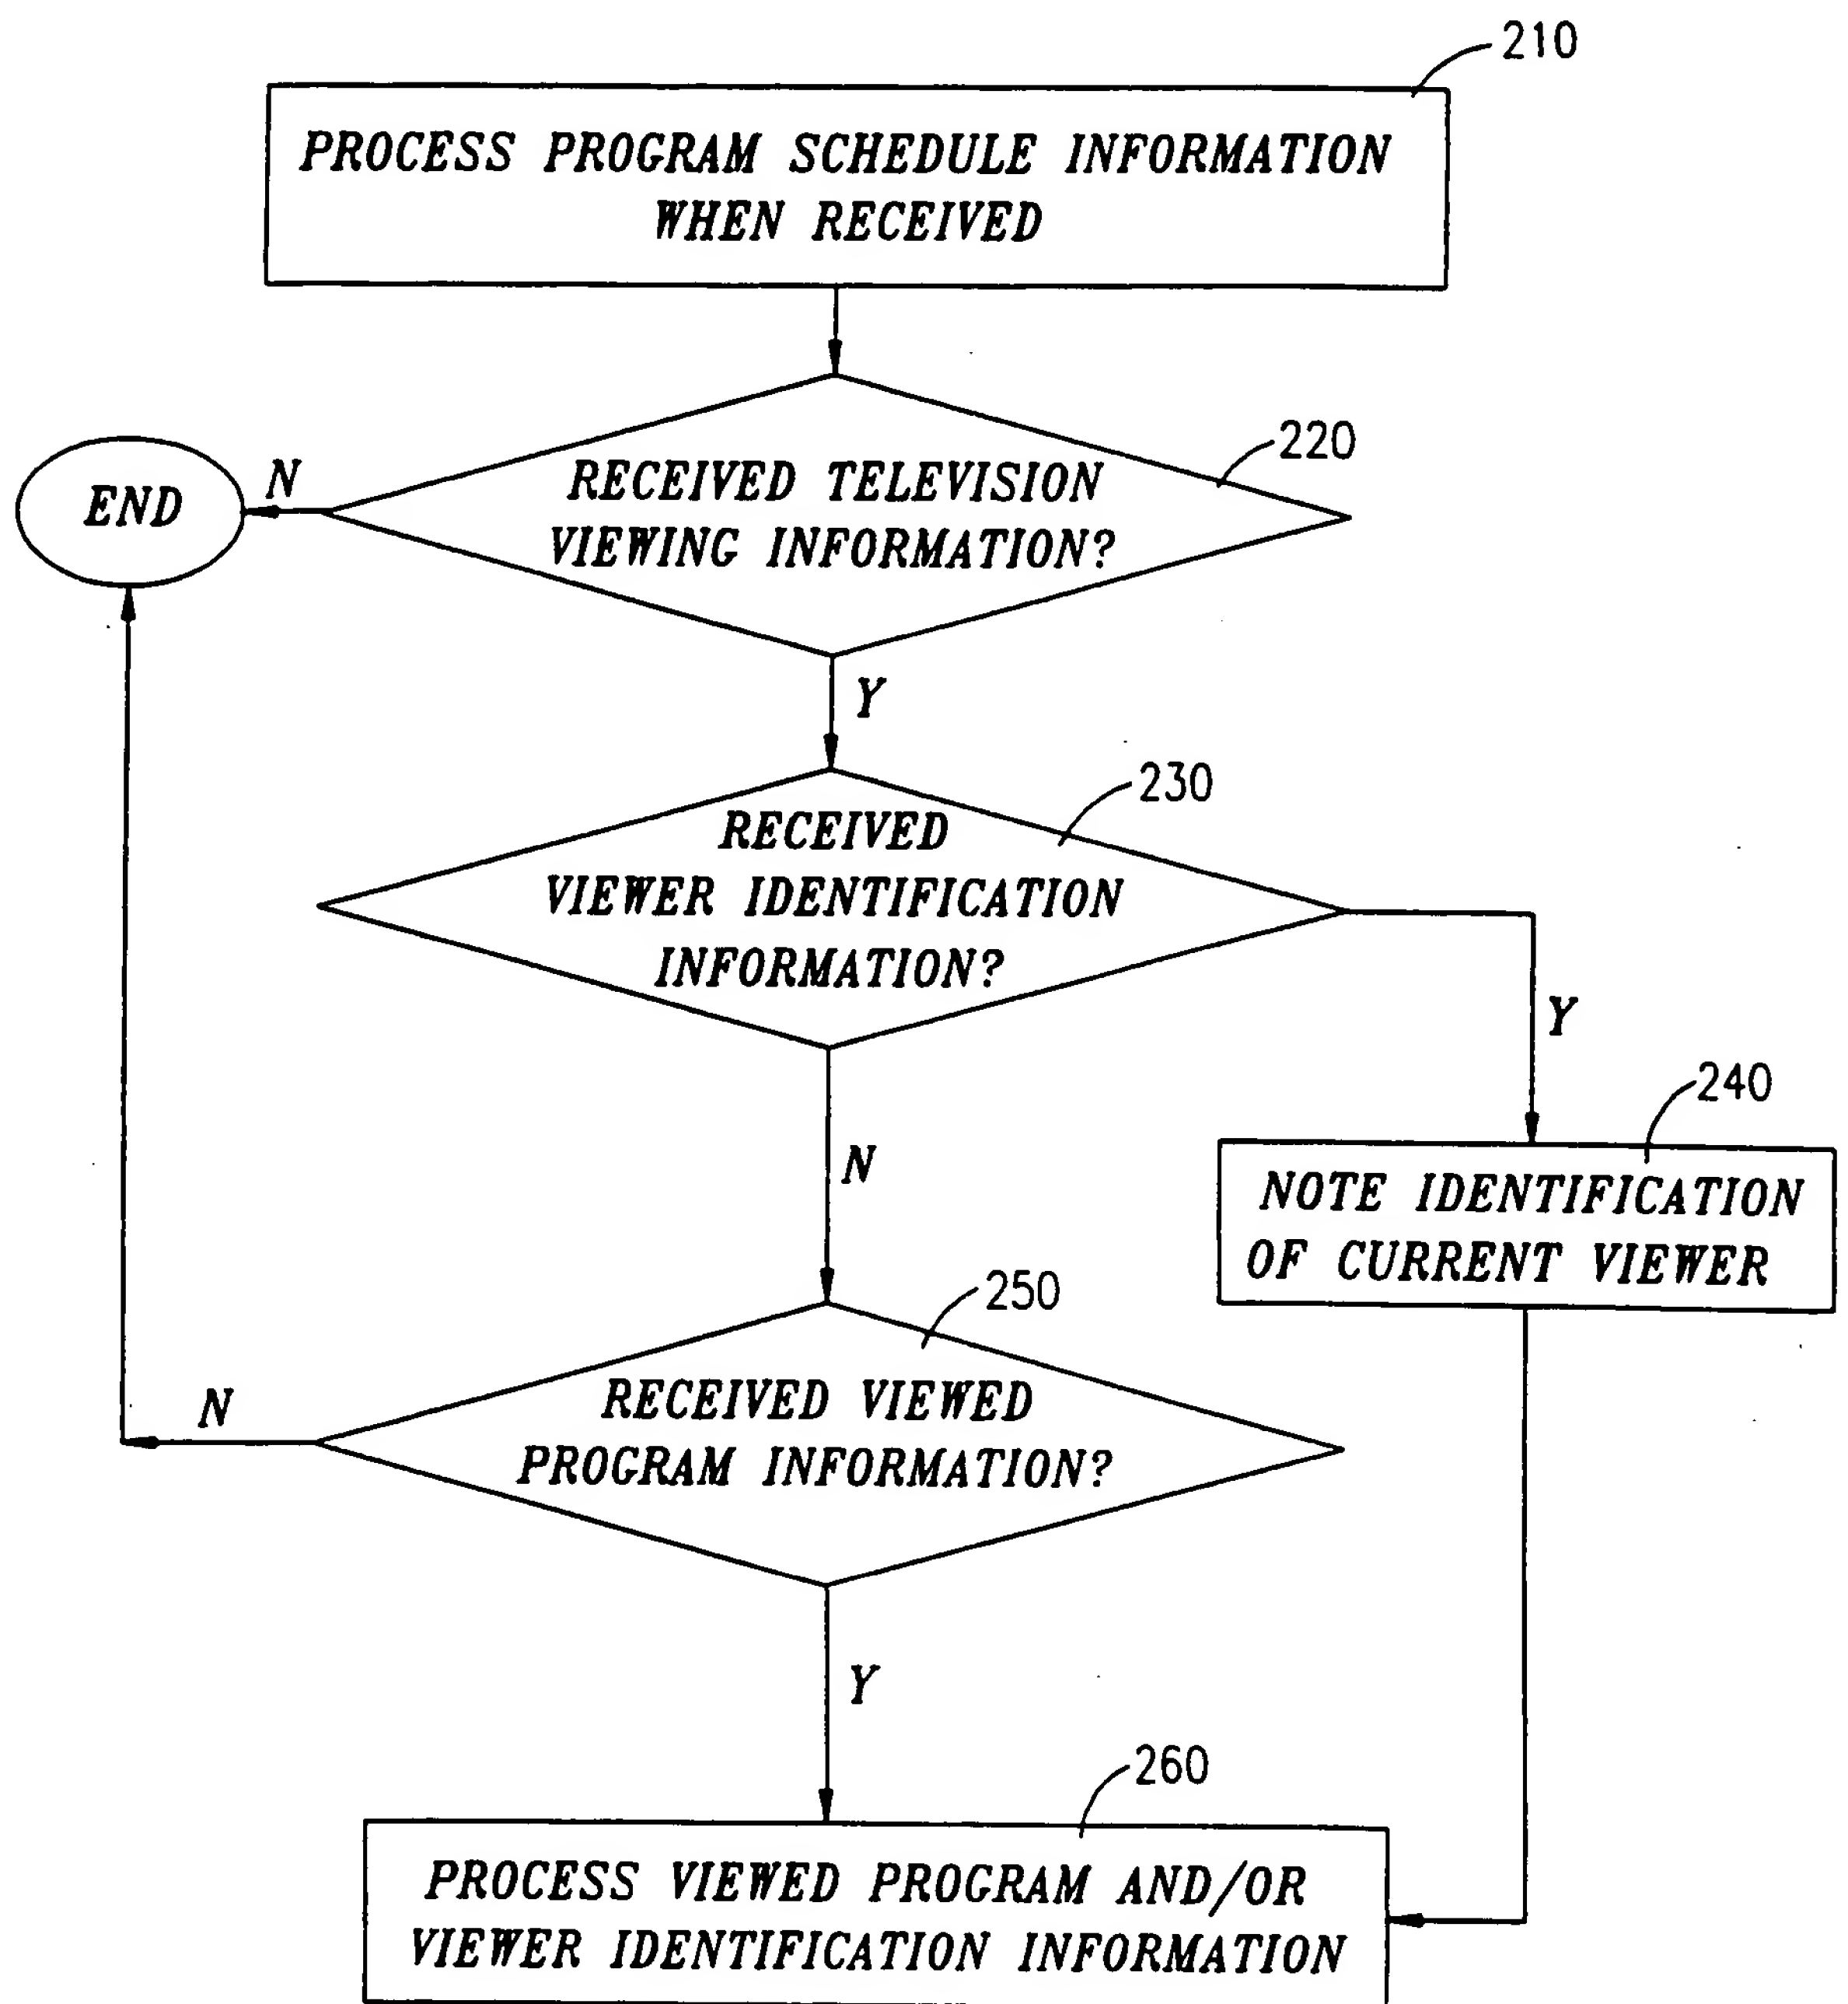 210
PROCESS PROGRAM SCHEDULE INFORMATION
WHEN RECEIVED
220
END
N
RECEIVED TELEVISION
VIEWING INFORMATION?
Y
230
RECEIVED
VIEWER IDENTIFICATION
INFORMATION?
Y
240
N
NOTE IDENTIFICATION
OF CURRENT VIEWER
250
N
RECEIVED VIEWED
PROGRAM INFORMATION?
Y
260
PROCESS VIEWED PROGRAM AND/OR
VIEWER IDENTIFICATION INFORMATION